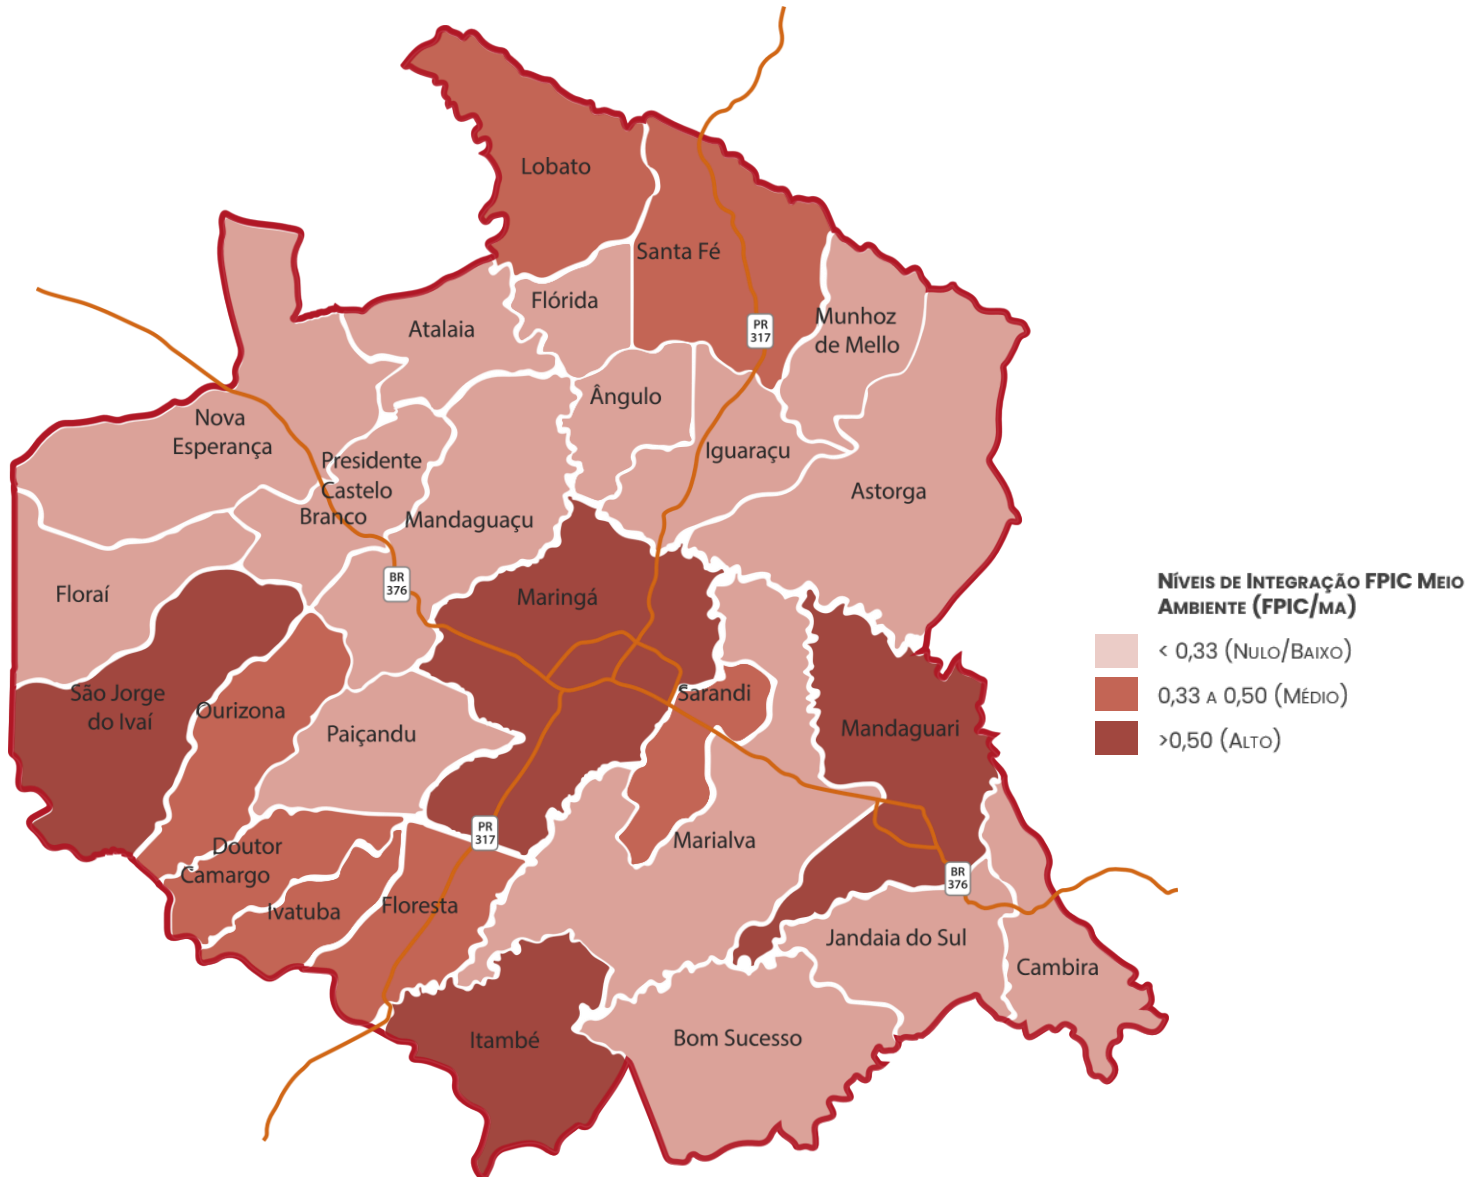 Lobato
Santa Fé
Flórida
Munhoz
de Mello
Atalaia
PR
317
Ângulo
Nova
Esperança
Iguaraçu
Presidente
Castelo
Branco
Astorga
Mandaguaçu
BR
376
Floraí
Maringá
São Jorge
do Ivaí
Ourizona
Sarandi
Paiçandu
Mandaguari
PR
317
Marialva
Doutor
Camargo
BR
376
Ivatuba
Floresta
Jandaia do Sul
Cambira
Itambé
Bom Sucesso
Níveis de Integração FPIC Meio
Ambiente (FPIC/ma)
< 0,33 (Nulo/Baixo)
0,33 a 0,50 (Médio)
>0,50 (Alto)